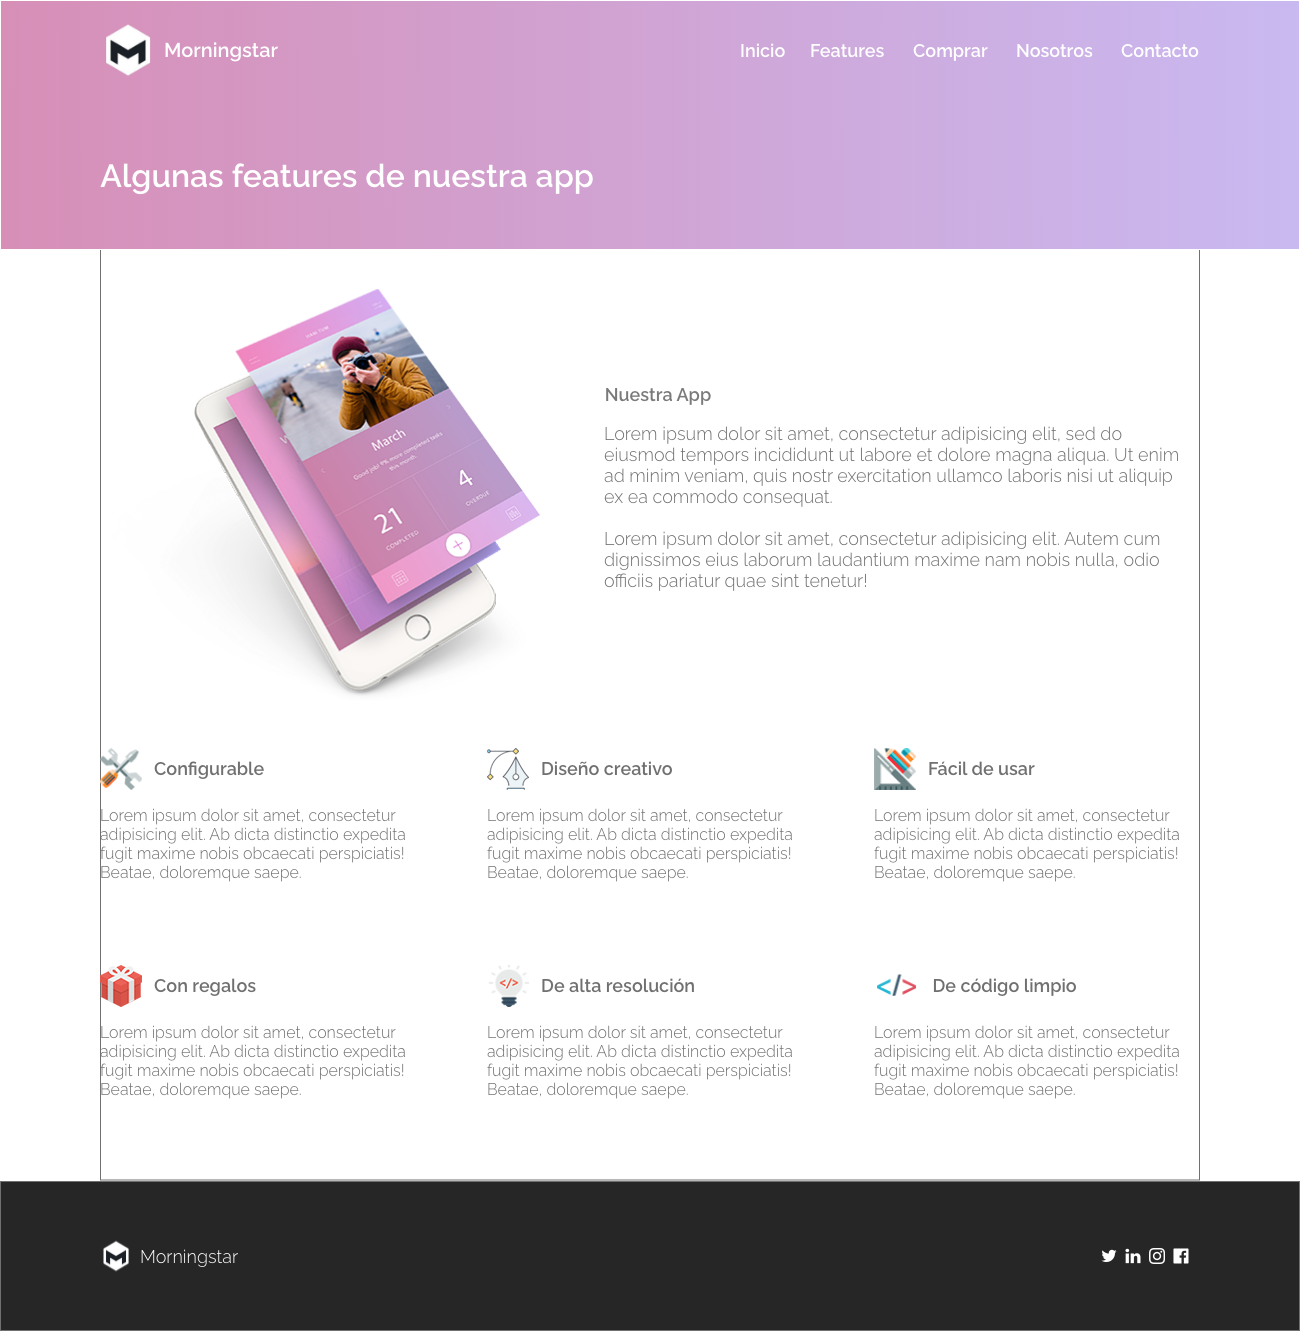 Morningstar
Inicio Features Comprar Nosotros Contacto
Algunas features de nuestra app
March
Good job! 9% more completed tasks
this month.
21
COMPLETED
4
OVERDUE
Nuestra App
Lorem ipsum dolor sit amet, consectetur adipisicing elit, sed do
eiusmod tempors incididunt ut labore et dolore magna aliqua. Ut enim
ad minim veniam, quis nostr exercitation ullamco laboris nisi ut aliquip
ex ea commodo consequat.
Lorem ipsum dolor sit amet, consectetur adipisicing elit. Autem cum
dignissimos eius laborum laudantium maxime nam nobis nulla, odio
officiis pariatur quae sint tenetur!
Configurable
Lorem ipsum dolor sit amet, consectetur
adipisicing elit. Ab dicta distinctio expedita
fugit maxime nobis obcaecati perspiciatis!
Beatae, doloremque saepe.
Diseño creativo
Lorem ipsum dolor sit amet, consectetur
adipisicing elit. Ab dicta distinctio expedita
fugit maxime nobis obcaecati perspiciatis!
Beatae, doloremque saepe.
Fácil de usar
Lorem ipsum dolor sit amet, consectetur
adipisicing elit. Ab dicta distinctio expedita
fugit maxime nobis obcaecati perspiciatis!
Beatae, doloremque saepe.
Con regalos
Lorem ipsum dolor sit amet, consectetur
adipisicing elit. Ab dicta distinctio expedita
fugit maxime nobis obcaecati perspiciatis!
Beatae, doloremque saepe.
De alta resolución
Lorem ipsum dolor sit amet, consectetur
adipisicing elit. Ab dicta distinctio expedita
fugit maxime nobis obcaecati perspiciatis!
Beatae, doloremque saepe.
De código limpio
Lorem ipsum dolor sit amet, consectetur
adipisicing elit. Ab dicta distinctio expedita
fugit maxime nobis obcaecati perspiciatis!
Beatae, doloremque saepe.
Morningstar